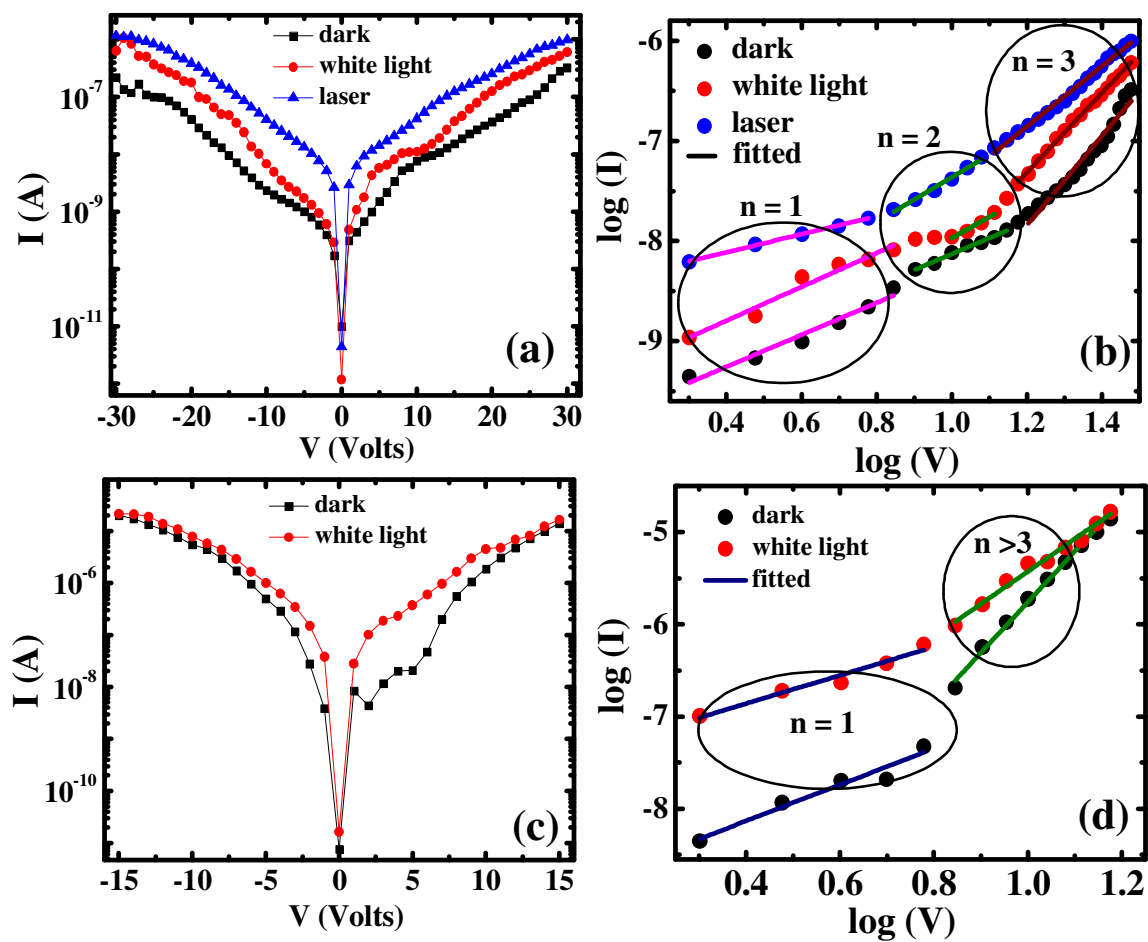 dark
white light
laser
I (A)
10⁻⁷
10⁻⁹
10⁻¹¹
(a)
-30 -20 -10 0 10 20 30
V (Volts)
dark
white light
laser
fitted
n = 1
n = 2
n = 3
log (I)
-6
-7
-8
-9
(b)
0.4 0.6 0.8 1.0 1.2 1.4
log (V)
dark
white light
I (A)
10⁻⁶
10⁻⁸
10⁻¹⁰
(c)
-15 -10 -5 0 5 10 15
V (Volts)
dark
white light
fitted
n >3
n = 1
log (I)
-5
-6
-7
-8
(d)
0.4 0.6 0.8 1.0 1.2
log (V)